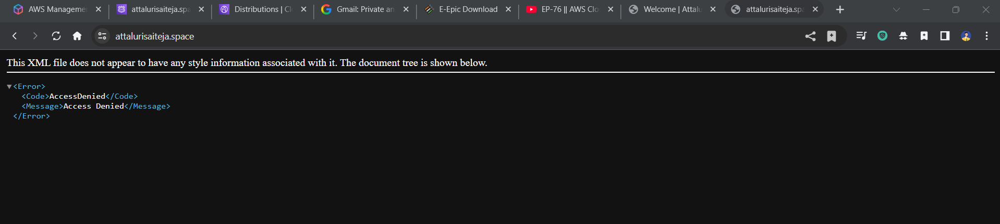 AWS Manageme
attalurisaiteja.spa
Distributions | Cl
Gmail: Private an
E-Epic Download
EP-76 || AWS Clo
Welcome | Attalu
attalurisaiteja.spa
attalurisaiteja.space
This XML file does not appear to have any style information associated with it. The document tree is shown below.
▼<Error>
<Code>AccessDenied</Code>
<Message>Access Denied</Message>
</Error>